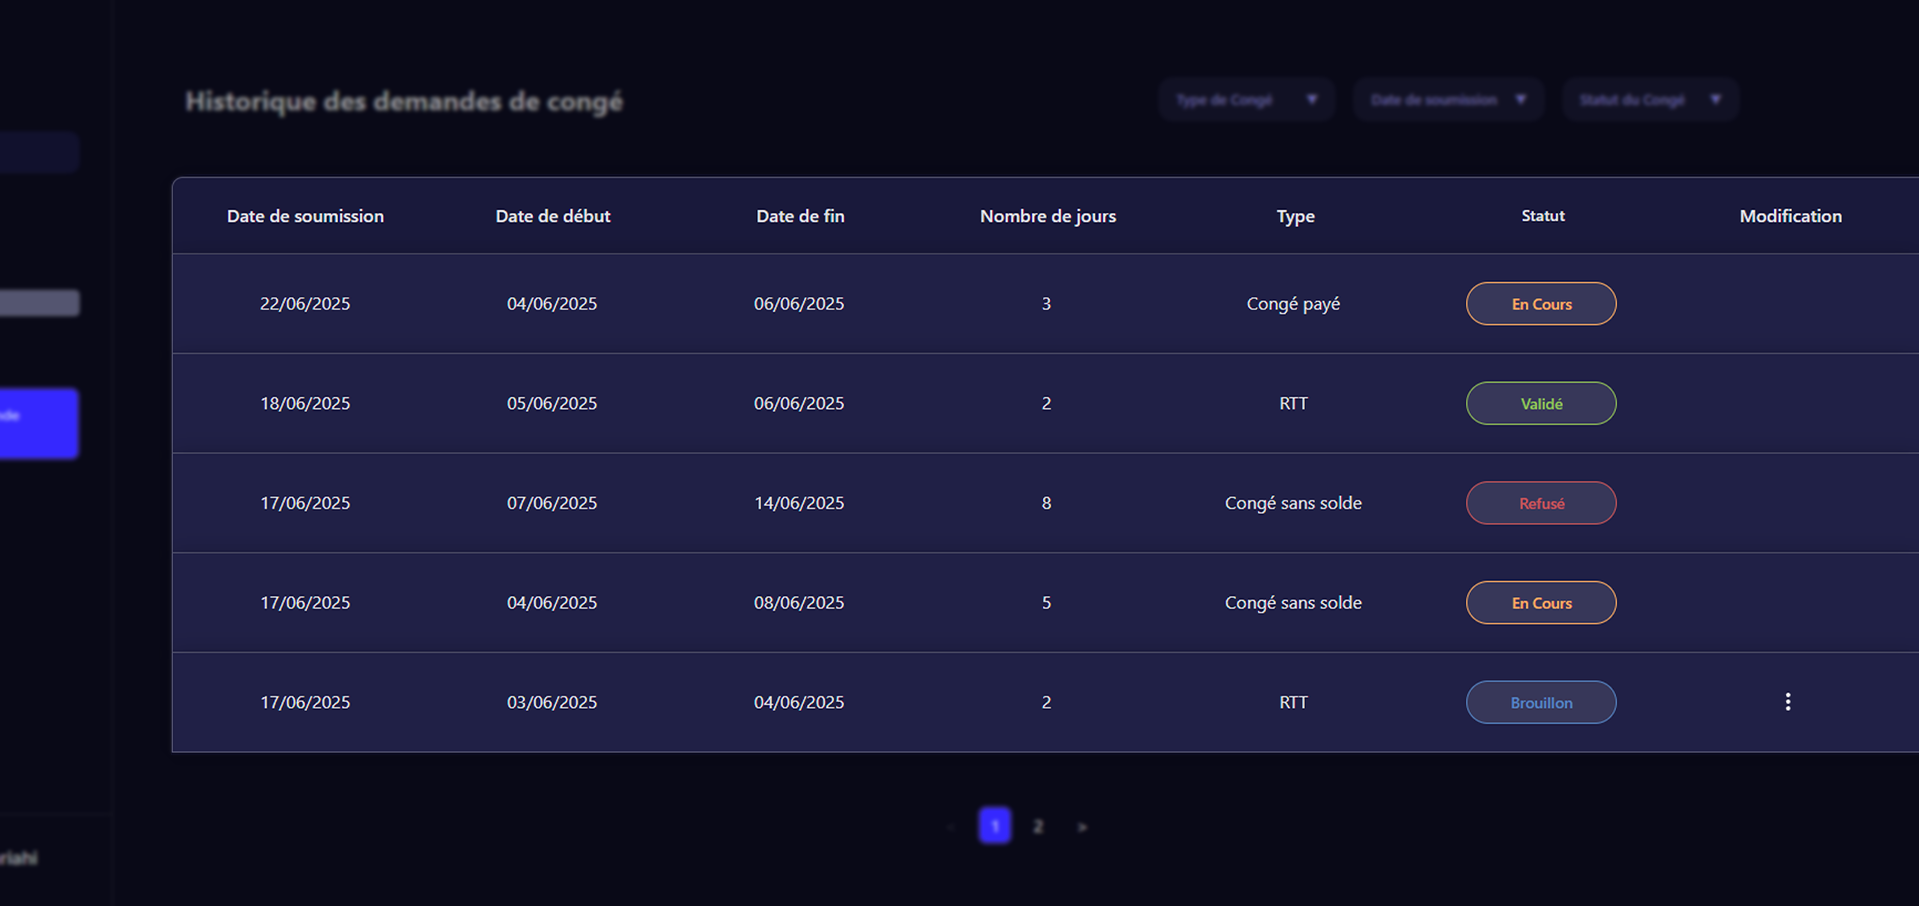 Historique des demandes de congé
Type de Congé ▼ Date de soumission ▼ Statut du Congé ▼
Date de soumission Date de début Date de fin Nombre de jours Type Statut Modification
22/06/2025 04/06/2025 06/06/2025 3 Congé payé En Cours
18/06/2025 05/06/2025 06/06/2025 2 RTT Validé
17/06/2025 07/06/2025 14/06/2025 8 Congé sans solde Refusé
17/06/2025 04/06/2025 08/06/2025 5 Congé sans solde En Cours
17/06/2025 03/06/2025 04/06/2025 2 RTT Brouillon
1 2 >